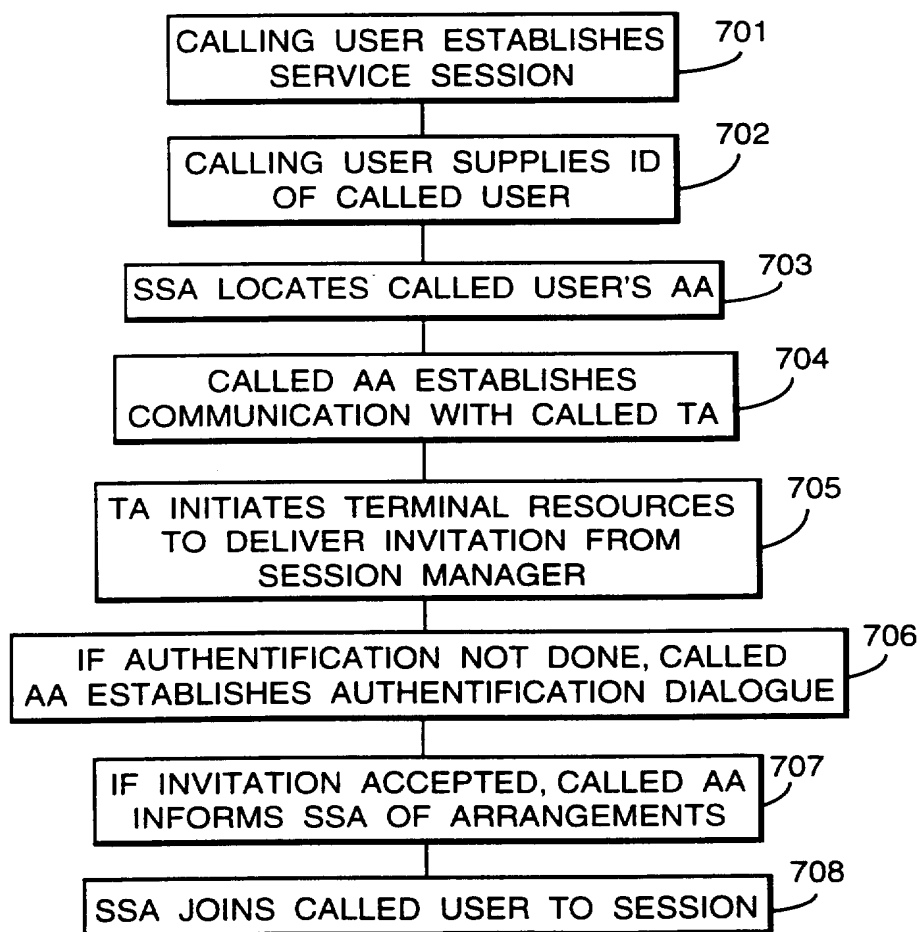 CALLING USER ESTABLISHES
SERVICE SESSION
701
CALLING USER SUPPLIES ID
OF CALLED USER
702
SSA LOCATES CALLED USER'S AA
703
CALLED AA ESTABLISHES
COMMUNICATION WITH CALLED TA
704
TA INITIATES TERMINAL RESOURCES
TO DELIVER INVITATION FROM
SESSION MANAGER
705
IF AUTHENTIFICATION NOT DONE, CALLED
AA ESTABLISHES AUTHENTIFICATION DIALOGUE
706
IF INVITATION ACCEPTED, CALLED AA
INFORMS SSA OF ARRANGEMENTS
707
SSA JOINS CALLED USER TO SESSION
708